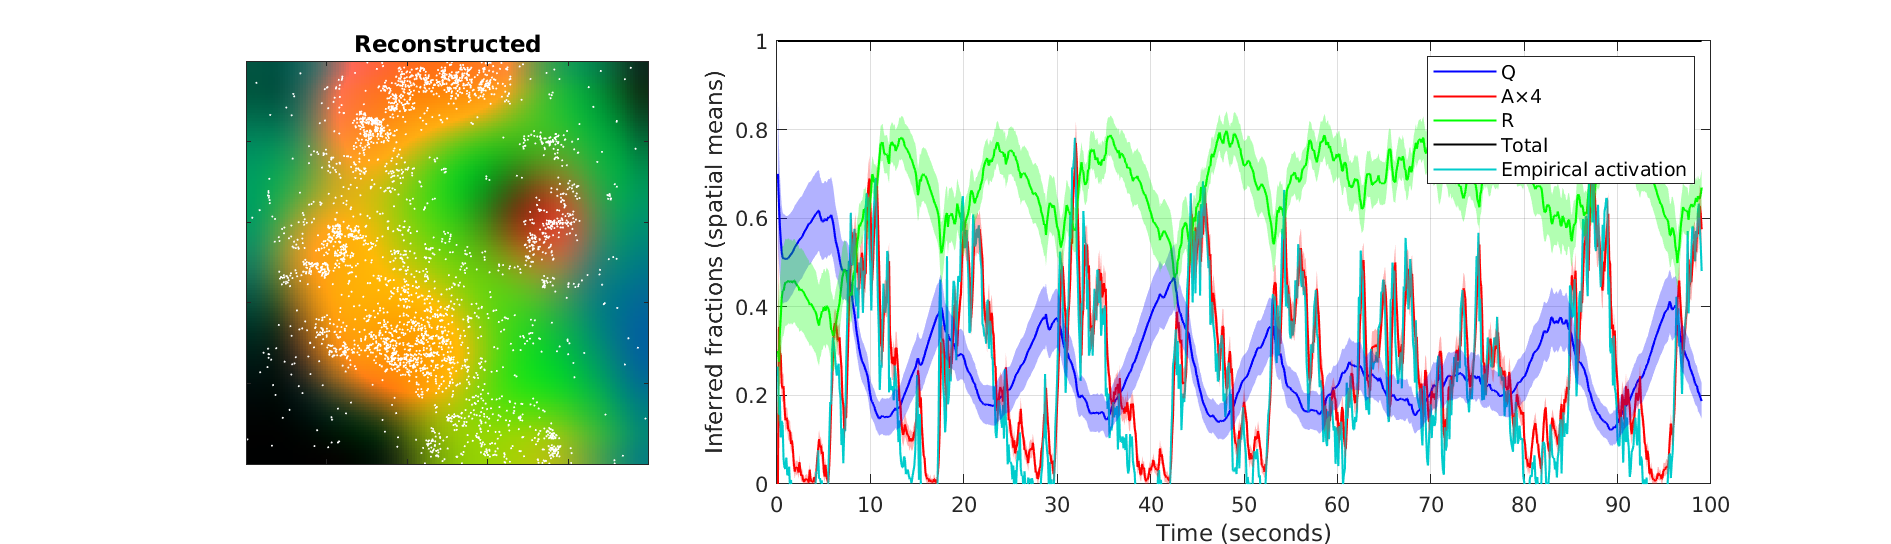 Reconstructed
Inferred fractions (spatial means)
1
0.8
0.6
0.4
0.2
0
0 10 20 30 40 50 60 70 80 90 100
Time (seconds)
Q
A×4
R
Total
Empirical activation